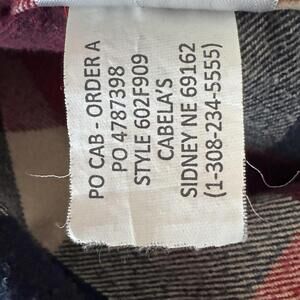 PO CAB - ORDER A
PO 4787398
STYLE 602F909
CABELA'S
SIDNEY NE 69162
(1-308-234-5555)